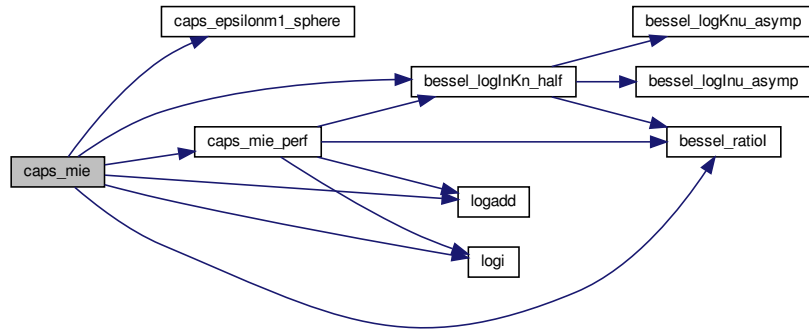 caps_epsilonm1_sphere
bessel_logKnu_asymp
bessel_logInKn_half
bessel_logInu_asymp
caps_mie
caps_mie_perf
bessel_ratioI
logadd
logi